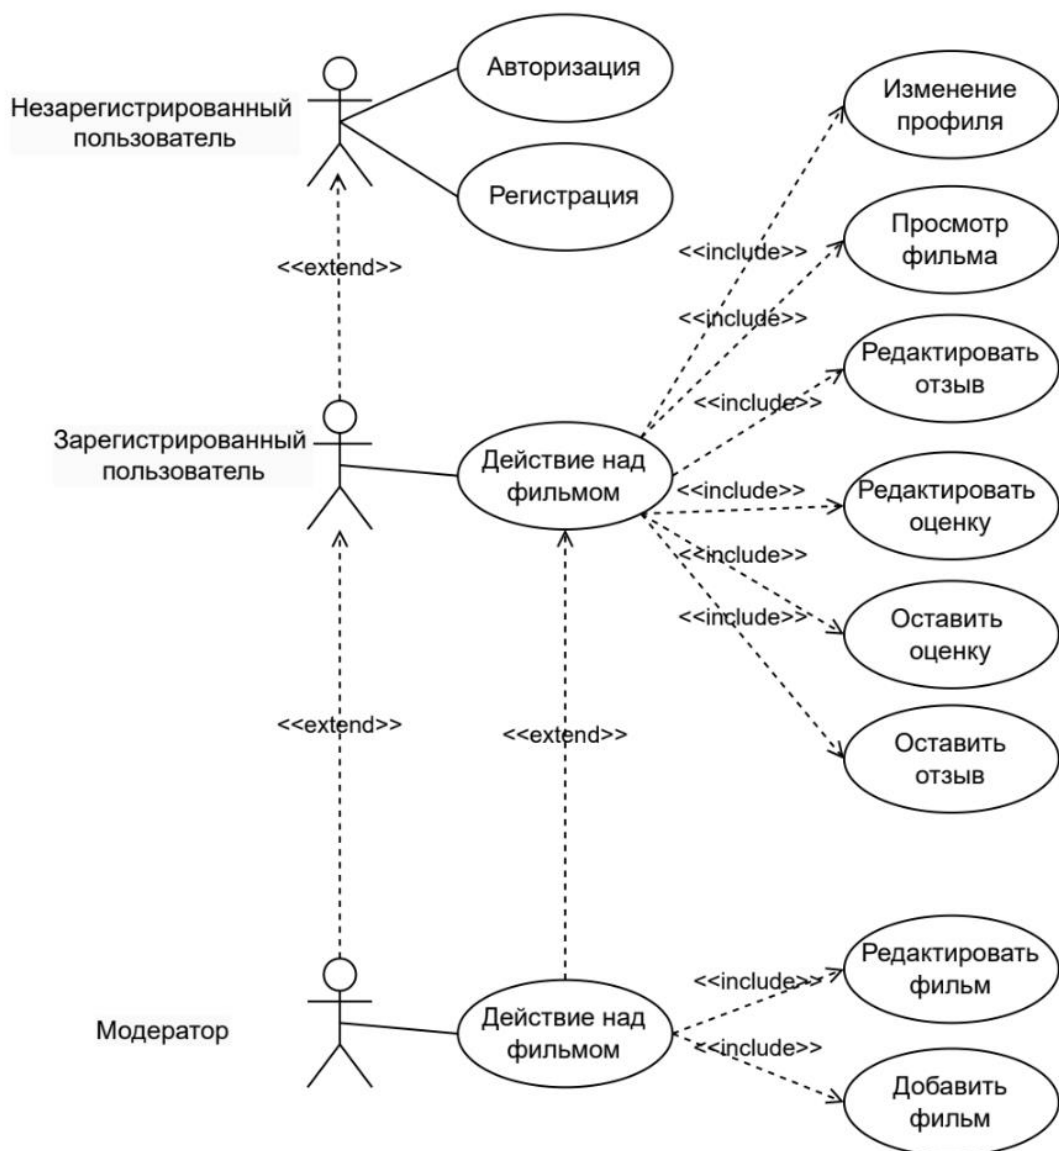 Авторизация
Незарегистрированный
пользователь
Регистрация
<<extend>>
Изменение
профиля
<<include>>
Просмотр
фильма
<<include>>
Редактировать
отзыв
<<include>>
Зарегистрированный
пользователь
Действие над
фильмом
<<include>>
Редактировать
оценку
<<include>>
Оставить
оценку
<<include>>
Оставить
отзыв
<<extend>>
<<extend>>
Модератор
Действие над
фильмом
<<include>>
Редактировать
фильм
<<include>>
Добавить
фильм